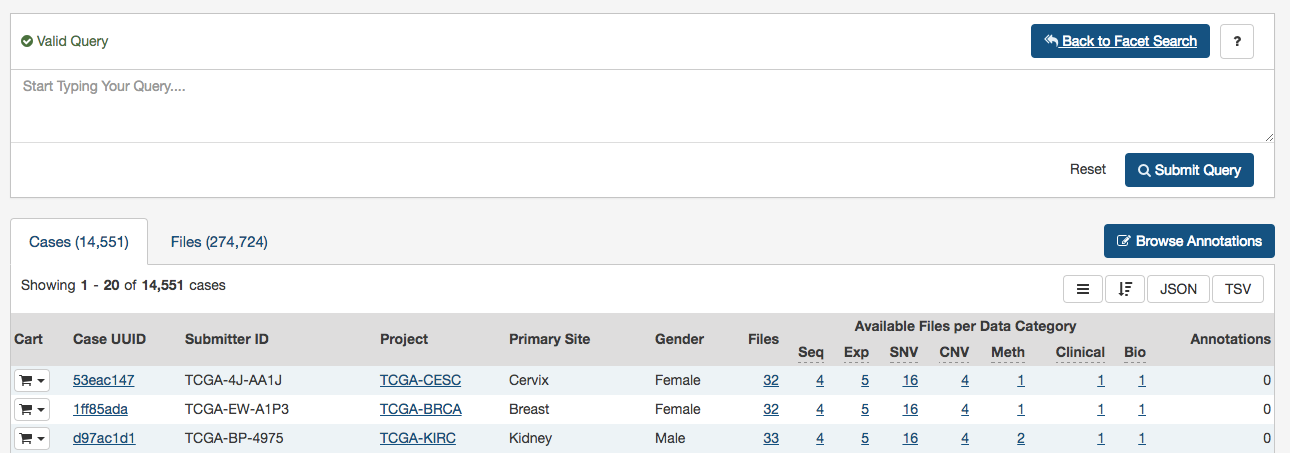 Valid Query
Back to Facet Search
?
Start Typing Your Query....
Reset
Submit Query
Cases (14,551)
Files (274,724)
Browse Annotations
Showing 1 - 20 of 14,551 cases
JSON
TSV
Available Files per Data Category
Cart Case UUID Submitter ID Project Primary Site Gender Files Annotations
Seq Exp SNV CNV Meth Clinical Bio
53eac147 TCGA-4J-AA1J TCGA-CESC Cervix Female 32 4 5 16 4 1 1 1 0
1ff85ada TCGA-EW-A1P3 TCGA-BRCA Breast Female 32 4 5 16 4 1 1 1 0
d97ac1d1 TCGA-BP-4975 TCGA-KIRC Kidney Male 33 4 5 16 4 2 1 1 0